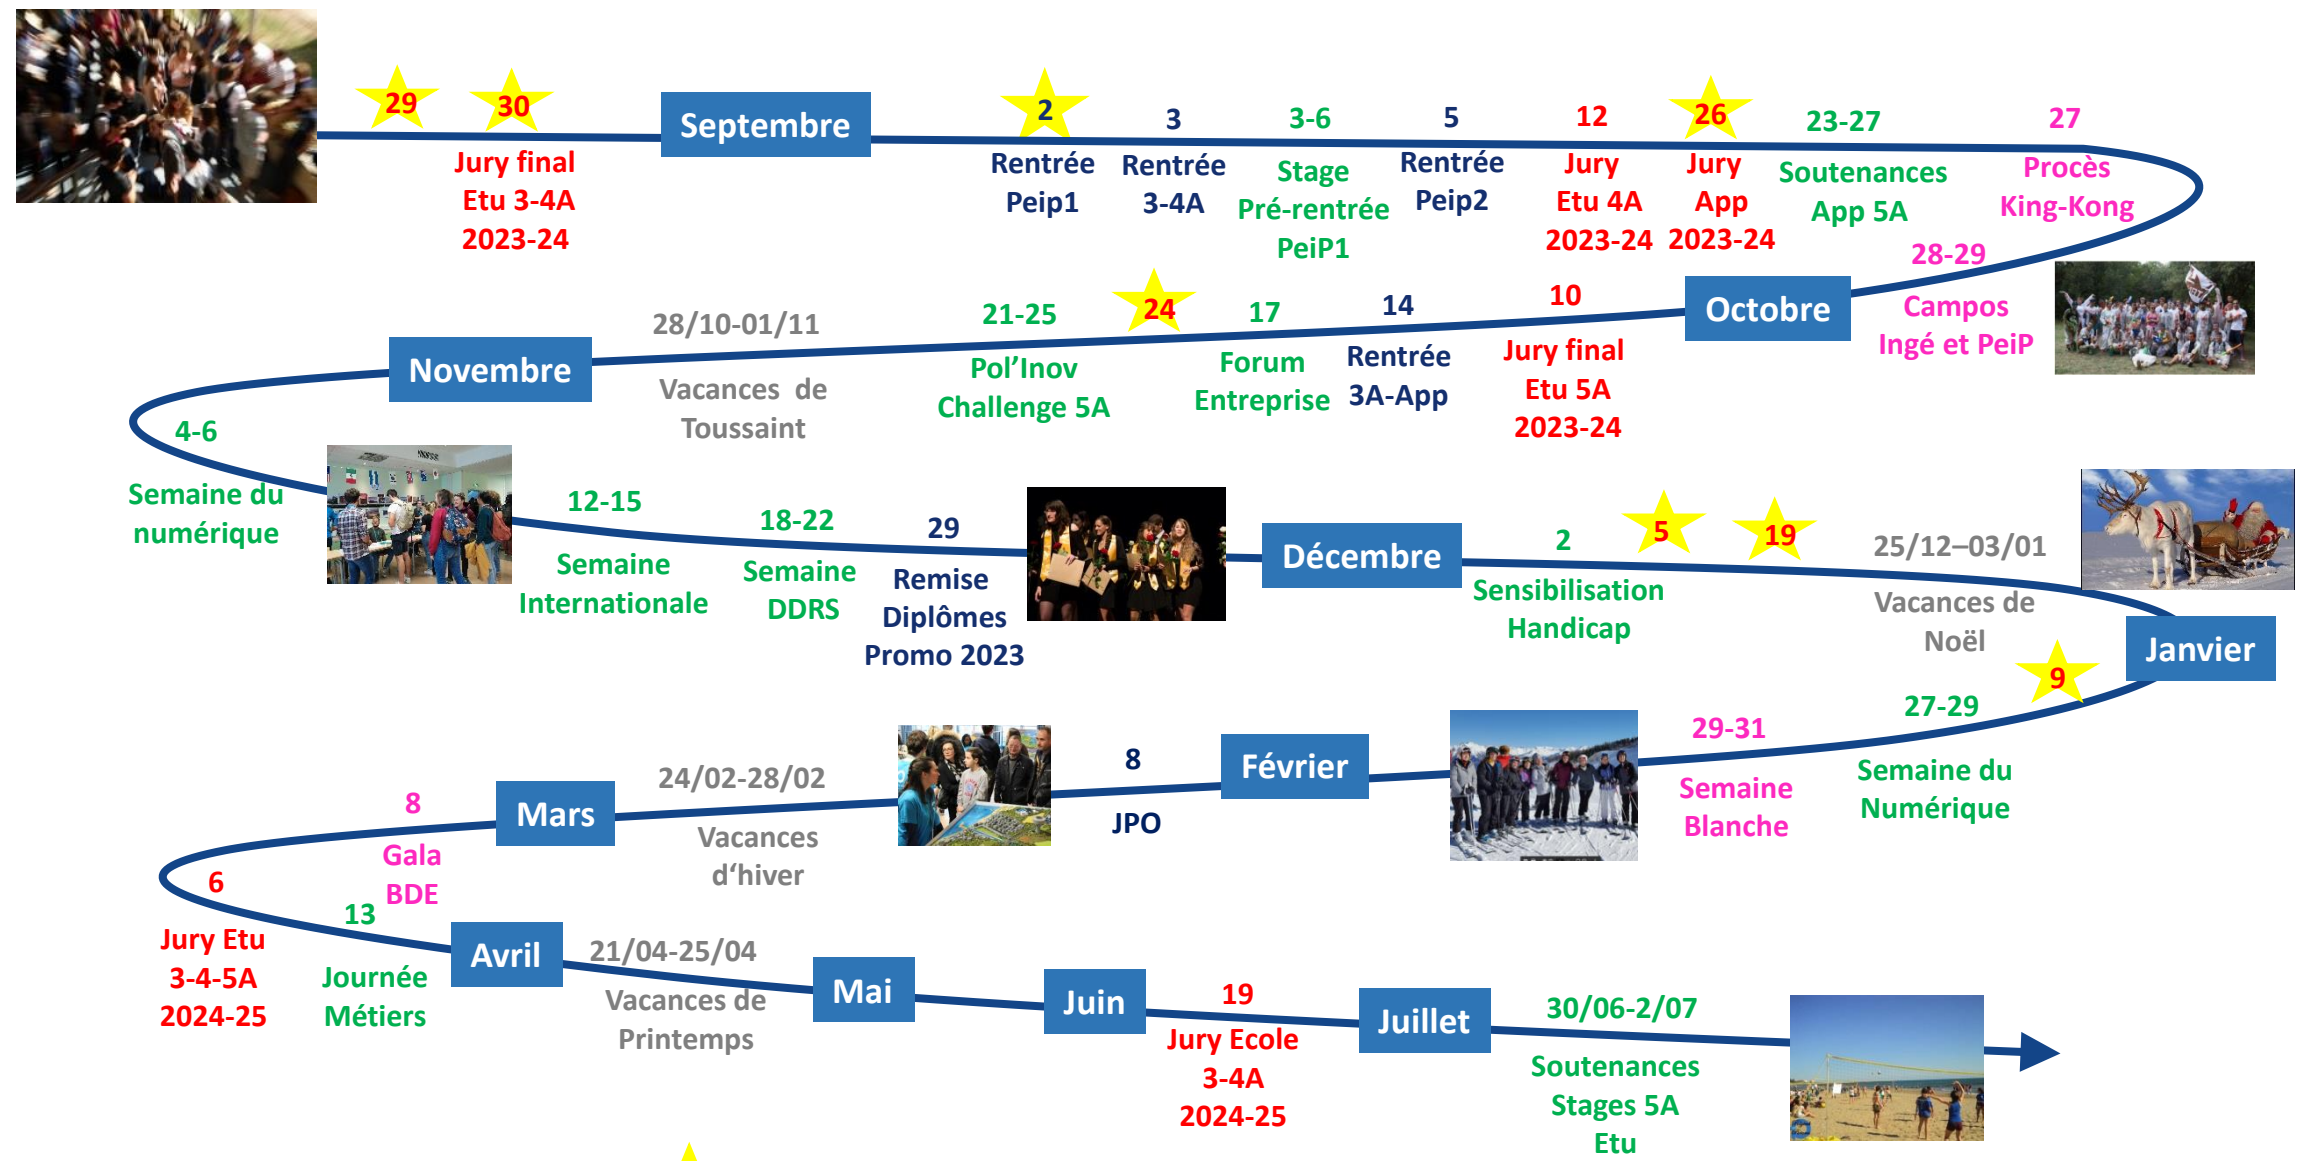 29
30
Jury final
Etu 3-4A
2023-24
Septembre
2
Rentrée
Peip1
3
Rentrée
3-4A
3-6
Stage
Pré-rentrée
PeiP1
5
Rentrée
Peip2
12
Jury
Etu 4A
2023-24
26
Jury
App
2023-24
23-27
Soutenances
App 5A
27
Procès
King-Kong
28-29
Campos
Ingé et PeiP
Octobre
10
Jury final
Etu 5A
2023-24
14
Rentrée
3A-App
17
Forum
Entreprise
24
21-25
Pol’Inov
Challenge 5A
28/10-01/11
Vacances de
Toussaint
Novembre
4-6
Semaine du
numérique
12-15
Semaine
Internationale
18-22
Semaine
DDRS
29
Remise
Diplômes
Promo 2023
Décembre
2
Sensibilisation
Handicap
5
19
25/12–03/01
Vacances de
Noël
Janvier
9
27-29
Semaine du
Numérique
29-31
Semaine
Blanche
Février
8
JPO
24/02-28/02
Vacances
d‘hiver
Mars
8
Gala
BDE
6
Jury Etu
3-4-5A
2024-25
13
Journée
Métiers
Avril
21/04-25/04
Vacances de
Printemps
Mai
Juin
19
Jury Ecole
3-4A
2024-25
Juillet
30/06-2/07
Soutenances
Stages 5A
Etu